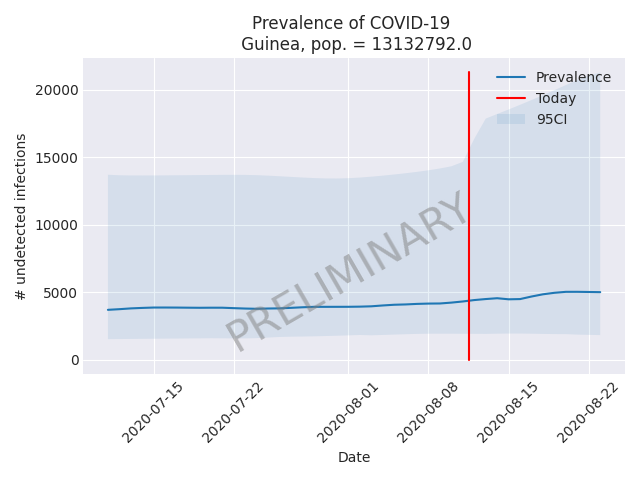 Prevalence of COVID-19
Guinea, pop. = 13132792.0
Prevalence
Today
95CI
# undetected infections
20000
15000
10000
5000
0
PRELIMINARY
2020-07-15
2020-07-22
2020-08-01
2020-08-08
2020-08-15
2020-08-22
Date